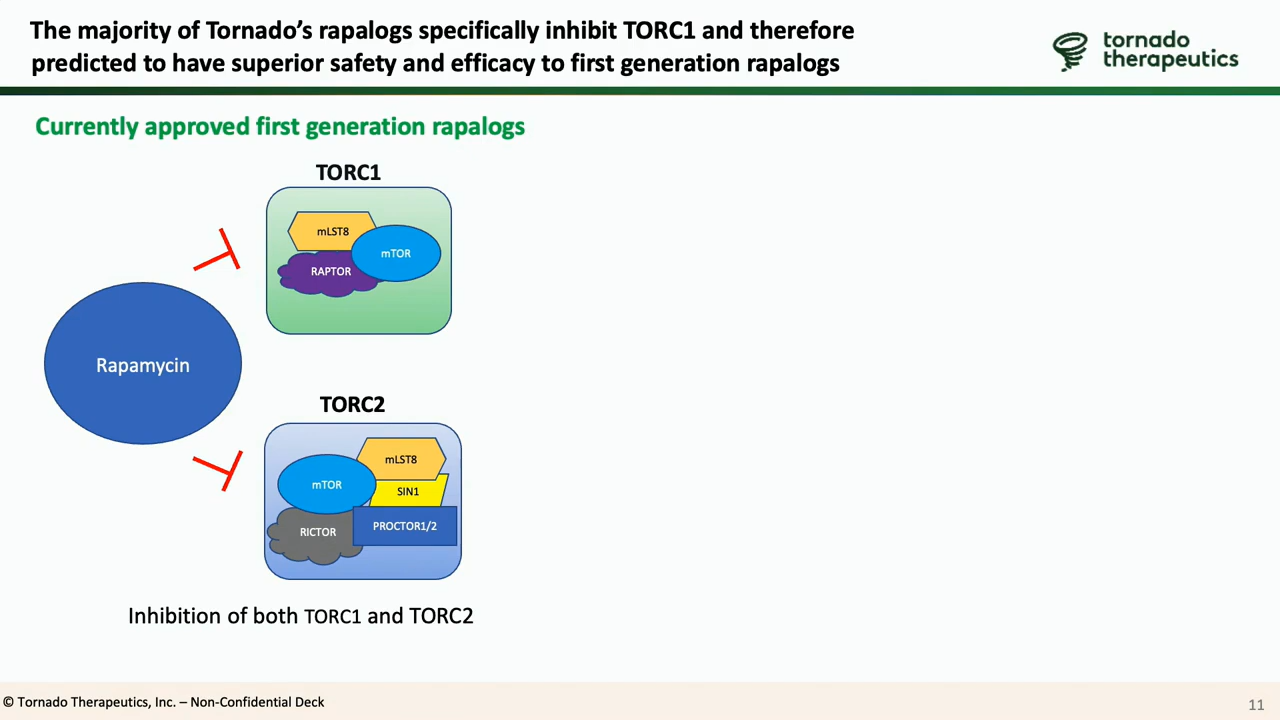 The majority of Tornado’s rapalogs specifically inhibit TORC1 and therefore
predicted to have superior safety and efficacy to first generation rapalogs
tornado
therapeutics
Currently approved first generation rapalogs
TORC1
mLST8
mTOR
RAPTOR
Rapamycin
TORC2
mLST8
mTOR
SIN1
PROCTOR1/2
RICTOR
Inhibition of both TORC1 and TORC2
© Tornado Therapeutics, Inc. – Non-Confidential Deck
11